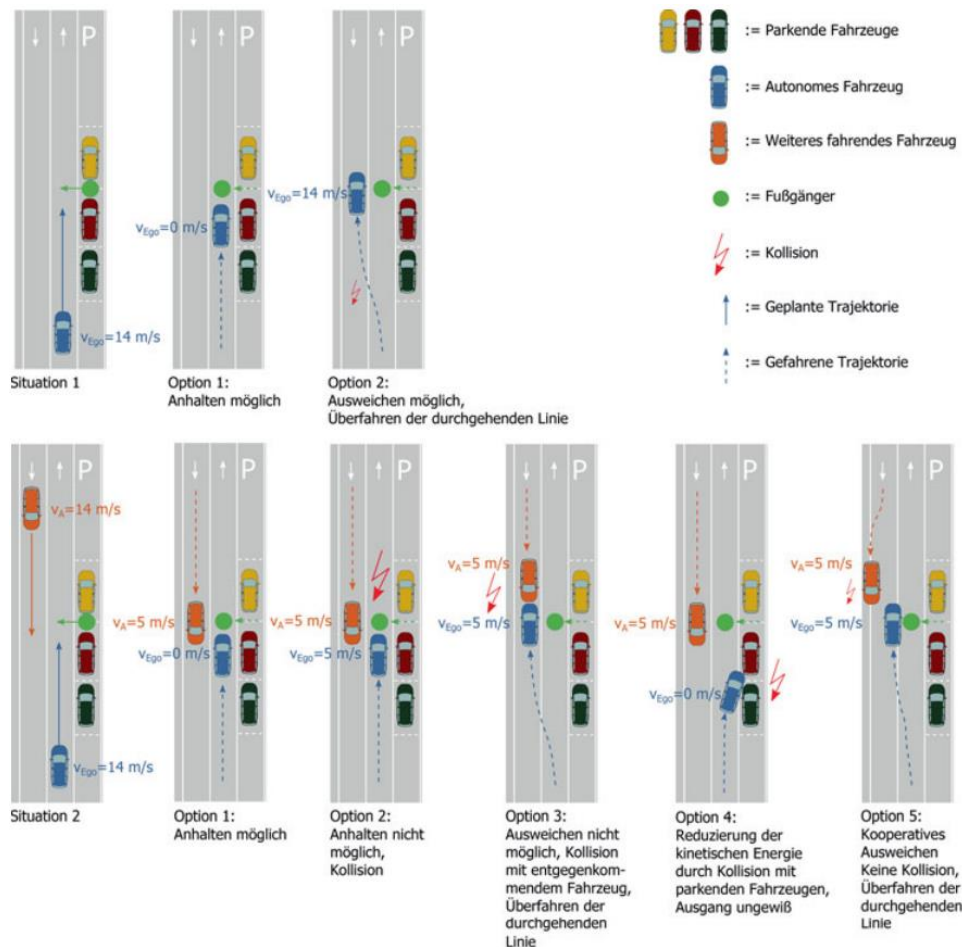 P
P
P
:= Parkende Fahrzeuge
:= Autonomes Fahrzeug
:= Weiteres fahrendes Fahrzeug
:= Fußgänger
:= Kollision
:= Geplante Trajektorie
:= Gefahrene Trajektorie
vEgo=14 m/s
vEgo=0 m/s
vEgo=14 m/s
Situation 1
Option 1:
Anhalten möglich
Option 2:
Ausweichen möglich,
Überfahren der durchgehenden Linie
P
P
P
P
P
P
vA=14 m/s
vEgo=14 m/s
vA=5 m/s
vEgo=0 m/s
vA=5 m/s
vEgo=5 m/s
vA=5 m/s
vEgo=5 m/s
vA=5 m/s
vEgo=0 m/s
vA=5 m/s
vEgo=5 m/s
Situation 2
Option 1:
Anhalten möglich
Option 2:
Anhalten nicht
möglich,
Kollision
Option 3:
Ausweichen nicht
möglich, Kollision
mit entgegenkom-
mendem Fahrzeug,
Überfahren der
durchgehenden
Linie
Option 4:
Reduzierung der
kinetischen Energie
durch Kollision mit
parkenden Fahrzeugen,
Ausgang ungewiß
Option 5:
Kooperatives
Ausweichen
Keine Kollision,
Überfahren der
durchgehenden
Linie